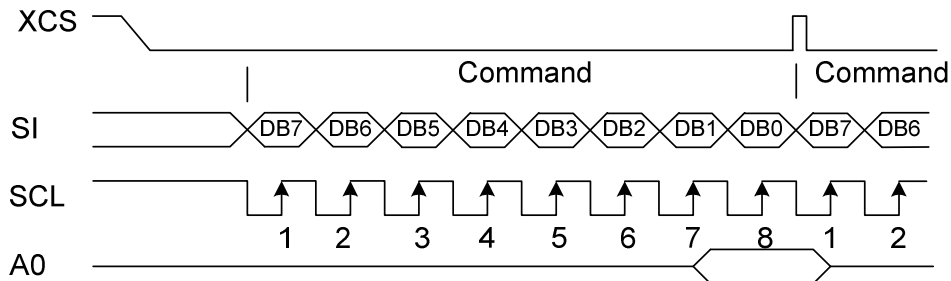 XCS
Command Command
SI DB7 DB6 DB5 DB4 DB3 DB2 DB1 DB0 DB7 DB6
SCL
1 2 3 4 5 6 7 8 1 2
A0